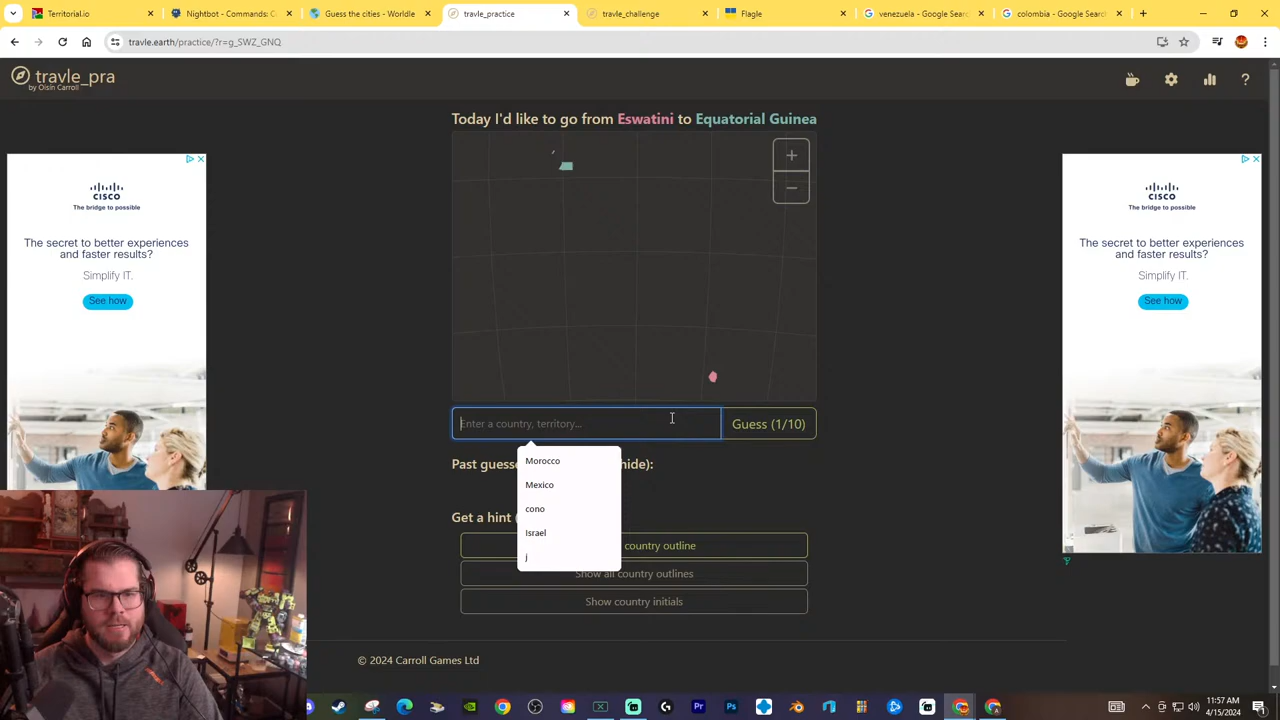 Territorial.io
Nightbot - Commands: C
Guess the cities - Worldle
travle_practice
travle_challenge
Flagle
venezuela - Google Sear
colombia - Google Search
travle.earth/practice/?r=g_SWZ_GNQ
travle_pra
by Oisín Carroll
Today I'd like to go from Eswatini to Equatorial Guinea
+
−
CISCO
The bridge to possible
The secret to better experiences
and faster results?
Simplify IT.
See how
CISCO
The bridge to possible
The secret to better experiences
and faster results?
Simplify IT.
See how
Enter a country, territory...
Guess (1/10)
Past guesse
hide):
Morocco
Mexico
cono
Israel
j
Get a hint (
country outline
Show all country outlines
Show country initials
© 2024 Carroll Games Ltd
11:57 AM
4/15/2024